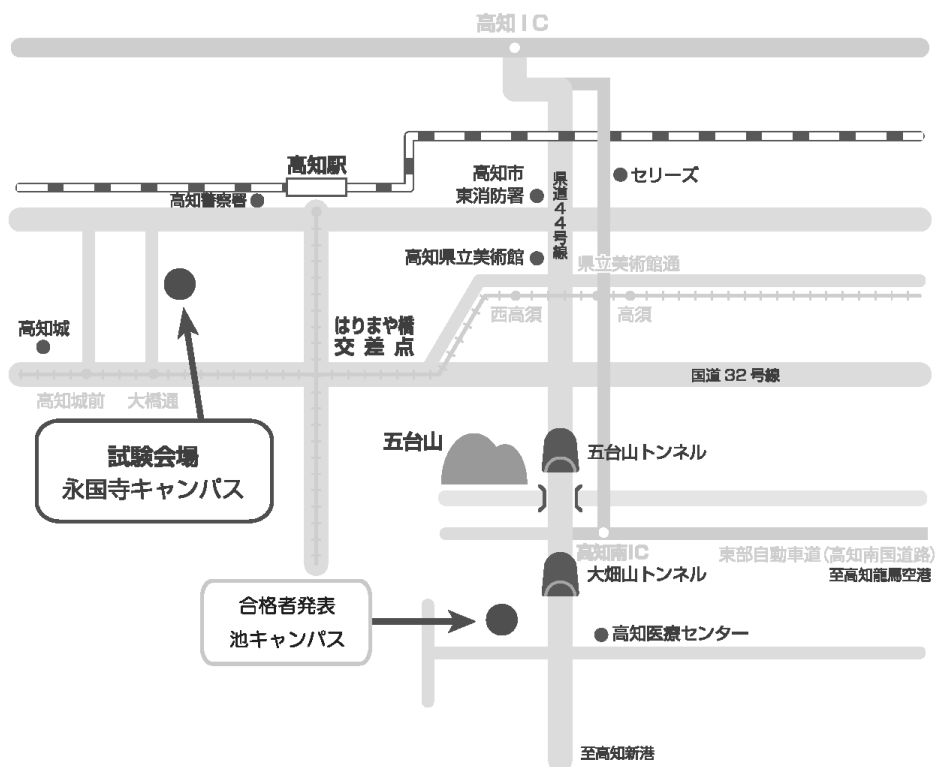 高知IC
高知駅
高知警察署
高知市
東消防署
県道44号線
セリーズ
高知県立美術館
県立美術館通
西高須
高須
高知城
はりまや橋
交差点
国道32号線
高知城前
大橋通
試験会場
永国寺キャンパス
五台山
五台山トンネル
高知南IC
東部自動車道(高知南国道路)
至高知龍馬空港
大畑山トンネル
合格者発表
池キャンパス
高知医療センター
至高知新港